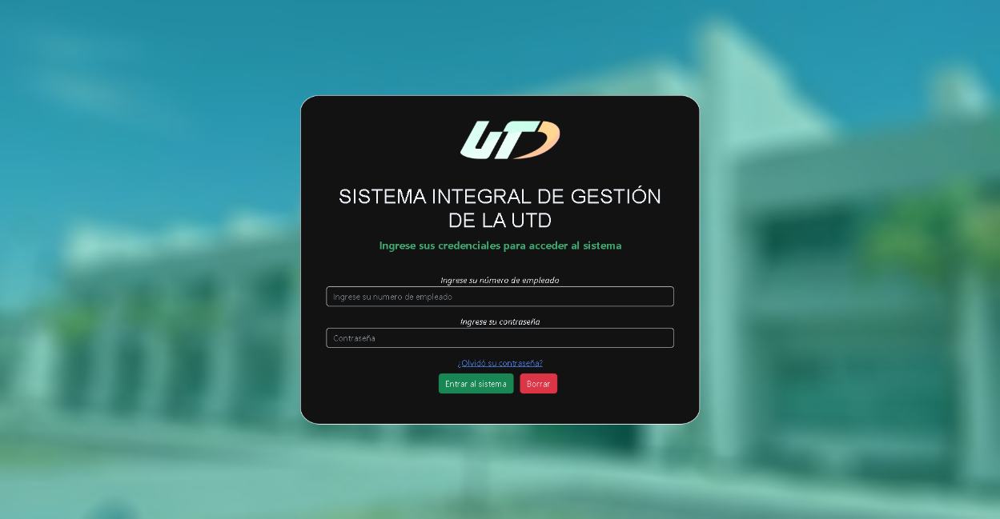 UTD
SISTEMA INTEGRAL DE GESTIÓN
DE LA UTD
Ingrese sus credenciales para acceder al sistema
Ingrese su número de empleado
Ingrese su numero de empleado
Ingrese su contraseña
Contraseña
¿Olvidó su contraseña?
Entrar al sistema Borrar